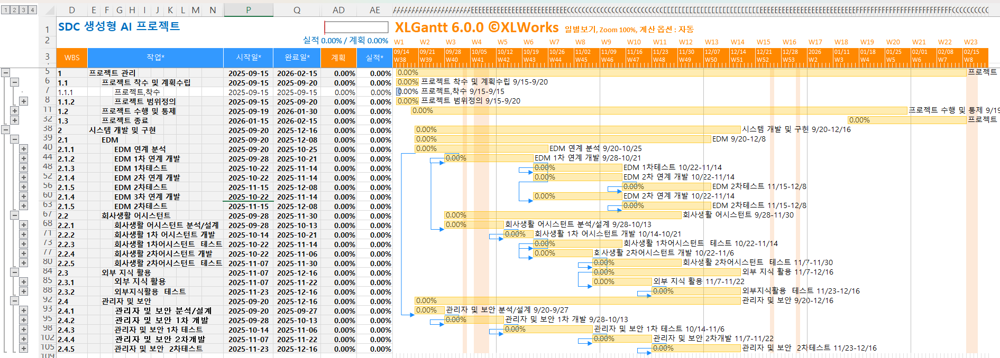 1 2 3 4 D E F G H I J K L M N P Q AD AE
1 SDC 생성형 AI 프로젝트 XLGantt 6.0.0 ©XLWorks 일별보기, Zoom 100%, 계산 옵션 : 자동
2 실적 0.00% / 계획 0.00% W1 W2 W3 W4 W5 W6 W7 W8 W9 W10 W11 W12 W13 W14 W15 W16 W17 W18 W19 W20 W21 W22 W23
3 WBS 작업* 시작일* 완료일* 계획 실적* 09/14 09/21 09/28 10/05 10/12 10/19 10/26 11/02 11/09 11/16 11/23 11/30 12/07 12/14 12/21 12/28 2026 01/11 01/18 01/25 02/01 02/08 02/15
W38 W39 W40 W41 W42 W43 W44 W45 W46 W47 W48 W49 W50 W51 W52 W53 W2 W3 W4 W5 W6 W7 W8
5 1 프로젝트 관리 2025-09-15 2026-02-15 0.00% 0.00% 0.00% 프로젝트
6 1.1 프로젝트 착수 및 계획수립 2025-09-15 2025-09-20 0.00% 0.00% 0.00% 프로젝트 착수 및 계획수립 9/15-9/20
7 1.1.1 프로젝트,착수 2025-09-15 2025-09-15 0.00% 0.00% 0.00% 프로젝트,착수 9/15-9/15
8 1.1.2 프로젝트 범위정의 2025-09-15 2025-09-20 0.00% 0.00% 0.00% 프로젝트 범위정의 9/15-9/20
11 1.2 프로젝트 수행 및 통제 2025-09-19 2026-01-30 0.00% 0.00% 0.00% 프로젝트 수행 및 통제 9/19
32 1.3 프로젝트 종료 2026-01-15 2026-02-15 0.00% 0.00% 0.00% 프로젝트
38 2 시스템 개발 및 구현 2025-09-20 2025-12-16 0.00% 0.00% 0.00% 시스템 개발 및 구현 9/20-12/16
39 2.1 EDM 2025-09-20 2025-12-08 0.00% 0.00% 0.00% EDM 9/20-12/8
40 2.1.1 EDM 연계 분석 2025-09-20 2025-10-25 0.00% 0.00% 0.00% EDM 연계 분석 9/20-10/25
44 2.1.2 EDM 1차 연계 개발 2025-09-28 2025-10-21 0.00% 0.00% 0.00% EDM 1차 연계 개발 9/28-10/21
48 2.1.3 EDM 1차테스트 2025-10-22 2025-11-14 0.00% 0.00% 0.00% EDM 1차테스트 10/22-11/14
52 2.1.4 EDM 2차 연계 개발 2025-10-22 2025-11-14 0.00% 0.00% 0.00% EDM 2차 연계 개발 10/22-11/14
56 2.1.5 EDM 2차테스트 2025-11-15 2025-12-08 0.00% 0.00% 0.00% EDM 2차테스트 11/15-12/8
60 2.1.4 EDM 3차 연계 개발 2025-10-22 2025-11-14 0.00% 0.00% 0.00% EDM 2차 연계 개발 10/22-11/14
63 2.1.5 EDM 2차테스트 2025-11-15 2025-12-08 0.00% 0.00% 0.00% EDM 2차테스트 11/15-12/8
67 2.2 회사생활 어시스턴트 2025-09-28 2025-11-30 0.00% 0.00% 0.00% 회사생활 어시스턴트 9/28-11/30
68 2.2.1 회사생활 어시스턴트 분석/설계 2025-09-28 2025-10-13 0.00% 0.00% 0.00% 회사생활 어시스턴트 분석/설계 9/28-10/13
71 2.2.2 회사생활 1차 어시스턴트 개발 2025-10-14 2025-10-21 0.00% 0.00% 0.00% 회사생활 1차 어시스턴트 개발 10/14-10/21
73 2.2.3 회사생활 1차어시스턴트 테스트 2025-10-22 2025-11-14 0.00% 0.00% 0.00% 회사생활 1차어시스턴트 테스트 10/22-11/14
77 2.2.4 회사생활 2차어시스턴트 개발 2025-10-22 2025-11-06 0.00% 0.00% 0.00% 회사생활 2차어시스턴트 개발 10/22-11/6
80 2.2.5 회사생활 2차어시스턴트 테스트 2025-11-07 2025-11-30 0.00% 0.00% 0.00% 회사생활 2차어시스턴트 테스트 11/7-11/30
84 2.3 외부 지식 활용 2025-11-07 2025-12-16 0.00% 0.00% 0.00% 외부 지식 활용 11/7-12/16
85 2.3.1 외부 지식 활용 2025-11-07 2025-11-22 0.00% 0.00% 0.00% 외부 지식 활용 11/7-11/22
88 2.3.2 외부지식활용 테스트 2025-11-23 2025-12-16 0.00% 0.00% 0.00% 외부지식활용 테스트 11/23-12/16
92 2.4 관리자 및 보안 2025-09-20 2025-12-16 0.00% 0.00% 0.00% 관리자 및 보안 9/20-12/16
93 2.4.1 관리자 및 보안 분석/설계 2025-09-20 2025-09-27 0.00% 0.00% 0.00% 관리자 및 보안 분석/설계 9/20-9/27
95 2.4.2 관리자 및 보안 1차 개발 2025-09-28 2025-10-13 0.00% 0.00% 0.00% 관리자 및 보안 1차 개발 9/28-10/13
98 2.4.3 관리자 및 보안 1차 테스트 2025-10-14 2025-11-06 0.00% 0.00% 0.00% 관리자 및 보안 1차 테스트 10/14-11/6
102 2.4.4 관리자 및 보안 2차개발 2025-11-07 2025-11-22 0.00% 0.00% 0.00% 관리자 및 보안 2차개발 11/7-11/22
105 2.4.5 관리자 및 보안 2차테스트 2025-11-23 2025-12-16 0.00% 0.00% 0.00% 관리자 및 보안 2차테스트 11/23-12/16
109